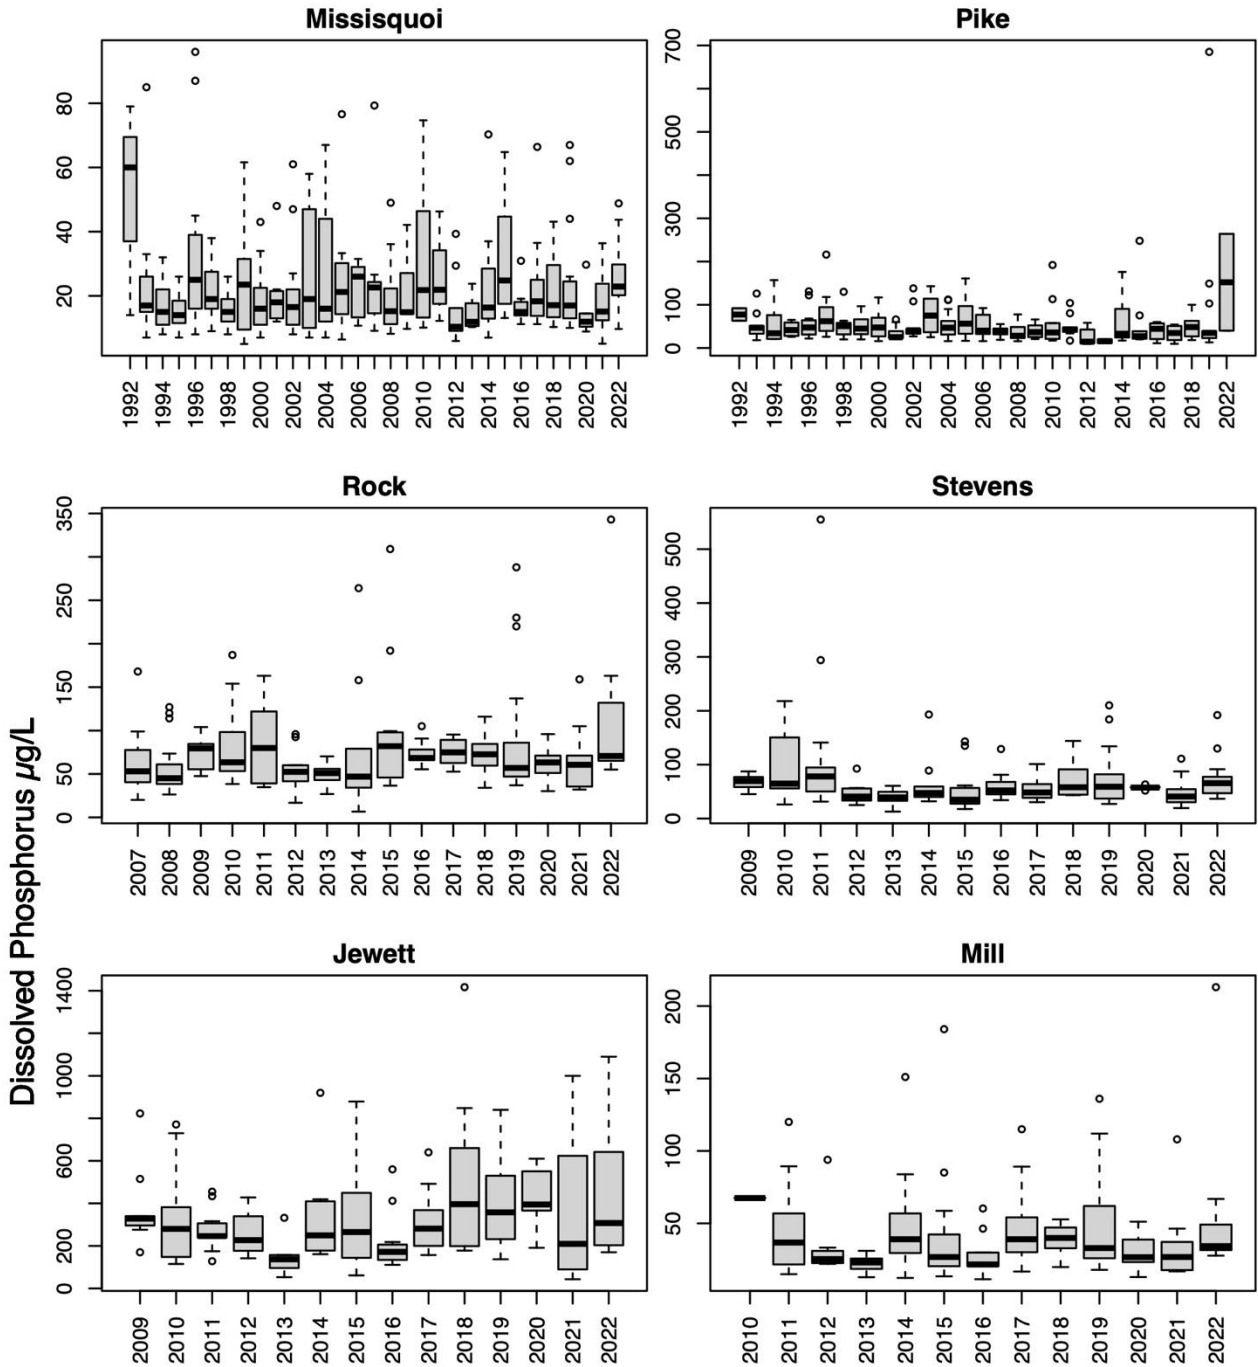 Missisquoi
20 40 60 80
1992 1994 1996 1998 2000 2002 2004 2006 2008 2010 2012 2014 2016 2018 2020 2022
Pike
0 100 300 500 700
1992 1994 1996 1998 2000 2002 2004 2006 2008 2010 2012 2014 2016 2018 2022
Dissolved Phosphorus µg/L
Rock
0 50 150 250 350
2007 2008 2009 2010 2011 2012 2013 2014 2015 2016 2017 2018 2019 2020 2021 2022
Stevens
0 100 200 300 400 500
2009 2010 2011 2012 2013 2014 2015 2016 2017 2018 2019 2020 2021 2022
Jewett
0 200 600 1000 1400
2009 2010 2011 2012 2013 2014 2015 2016 2017 2018 2019 2020 2021 2022
Mill
50 100 150 200
2010 2011 2012 2013 2014 2015 2016 2017 2018 2019 2020 2021 2022